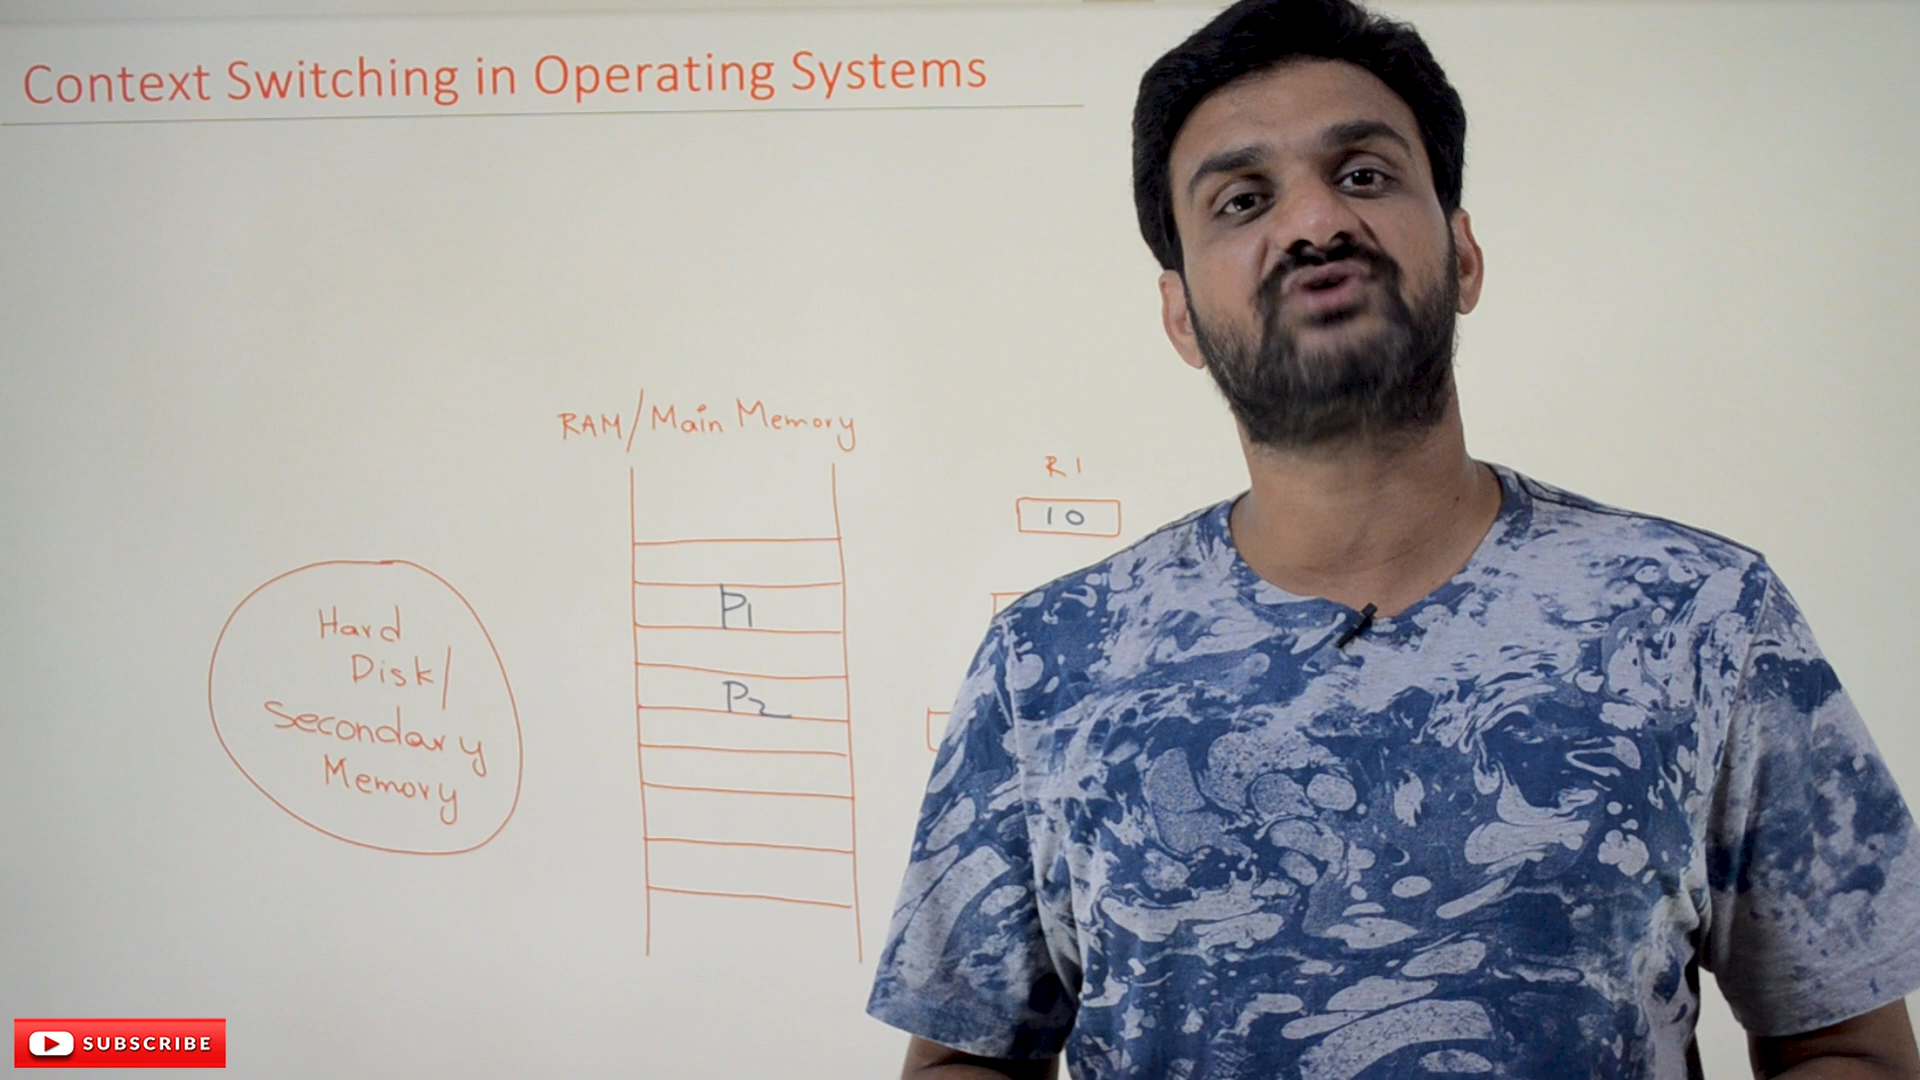 Context Switching in Operating Systems
RAM/Main Memory
R1
10
P1
P2
Hard
Disk/
Secondary
Memory
SUBSCRIBE